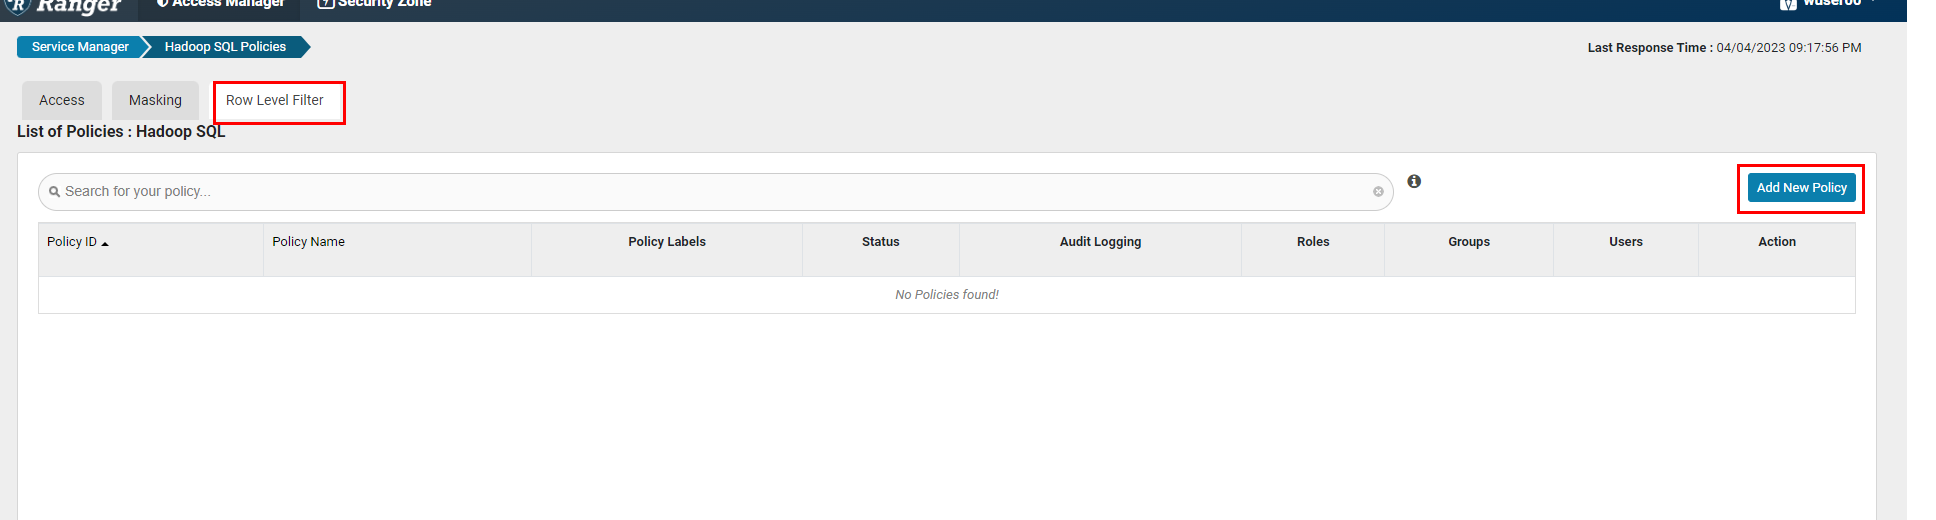 Ranger Access Manager Security Zone wuser00
Service Manager Hadoop SQL Policies Last Response Time : 04/04/2023 09:17:56 PM
Access Masking Row Level Filter
List of Policies : Hadoop SQL
Search for your policy... Add New Policy
Policy ID Policy Name Policy Labels Status Audit Logging Roles Groups Users Action
No Policies found!